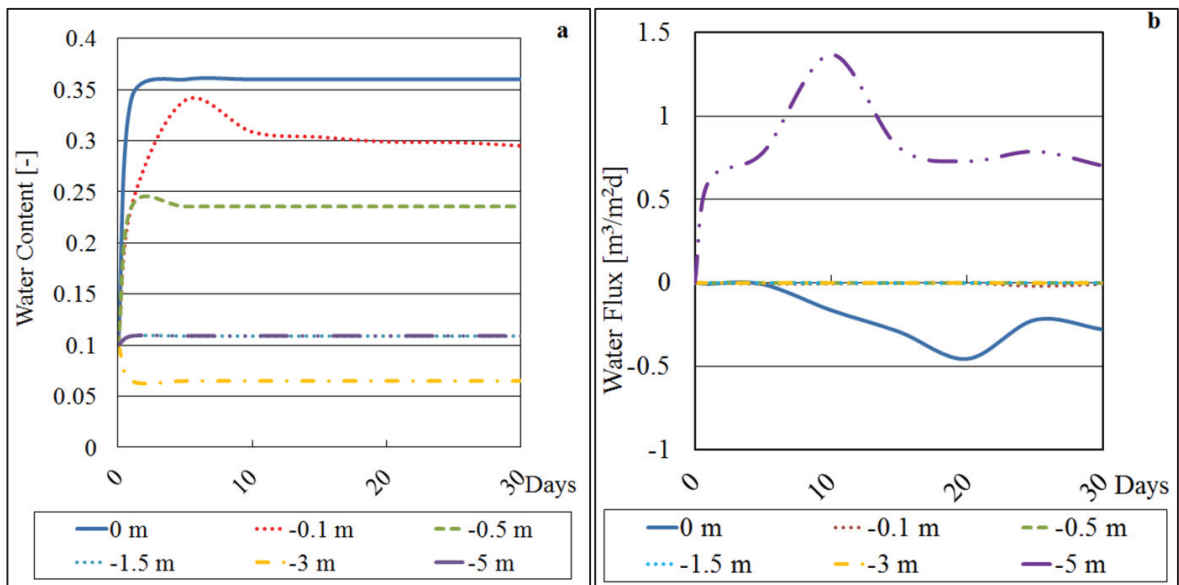 a
Water Content [-]
0.4
0.35
0.3
0.25
0.2
0.15
0.1
0.05
0
0
10
20
30
Days
0 m
-0.1 m
-0.5 m
-1.5 m
-3 m
-5 m
b
Water Flux [m³/m²d]
1.5
1
0.5
0
-0.5
-1
0
10
20
30
Days
0 m
-0.1 m
-0.5 m
-1.5 m
-3 m
-5 m